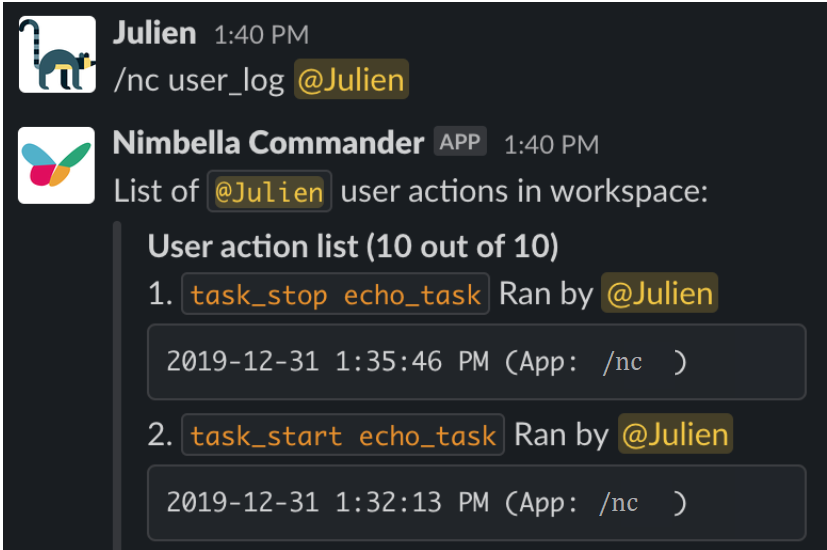 Julien 1:40 PM
/nc user_log @Julien
Nimbella Commander APP 1:40 PM
List of @Julien user actions in workspace:
User action list (10 out of 10)
1. task_stop echo_task Ran by @Julien
2019-12-31 1:35:46 PM (App: /nc )
2. task_start echo_task Ran by @Julien
2019-12-31 1:32:13 PM (App: /nc )